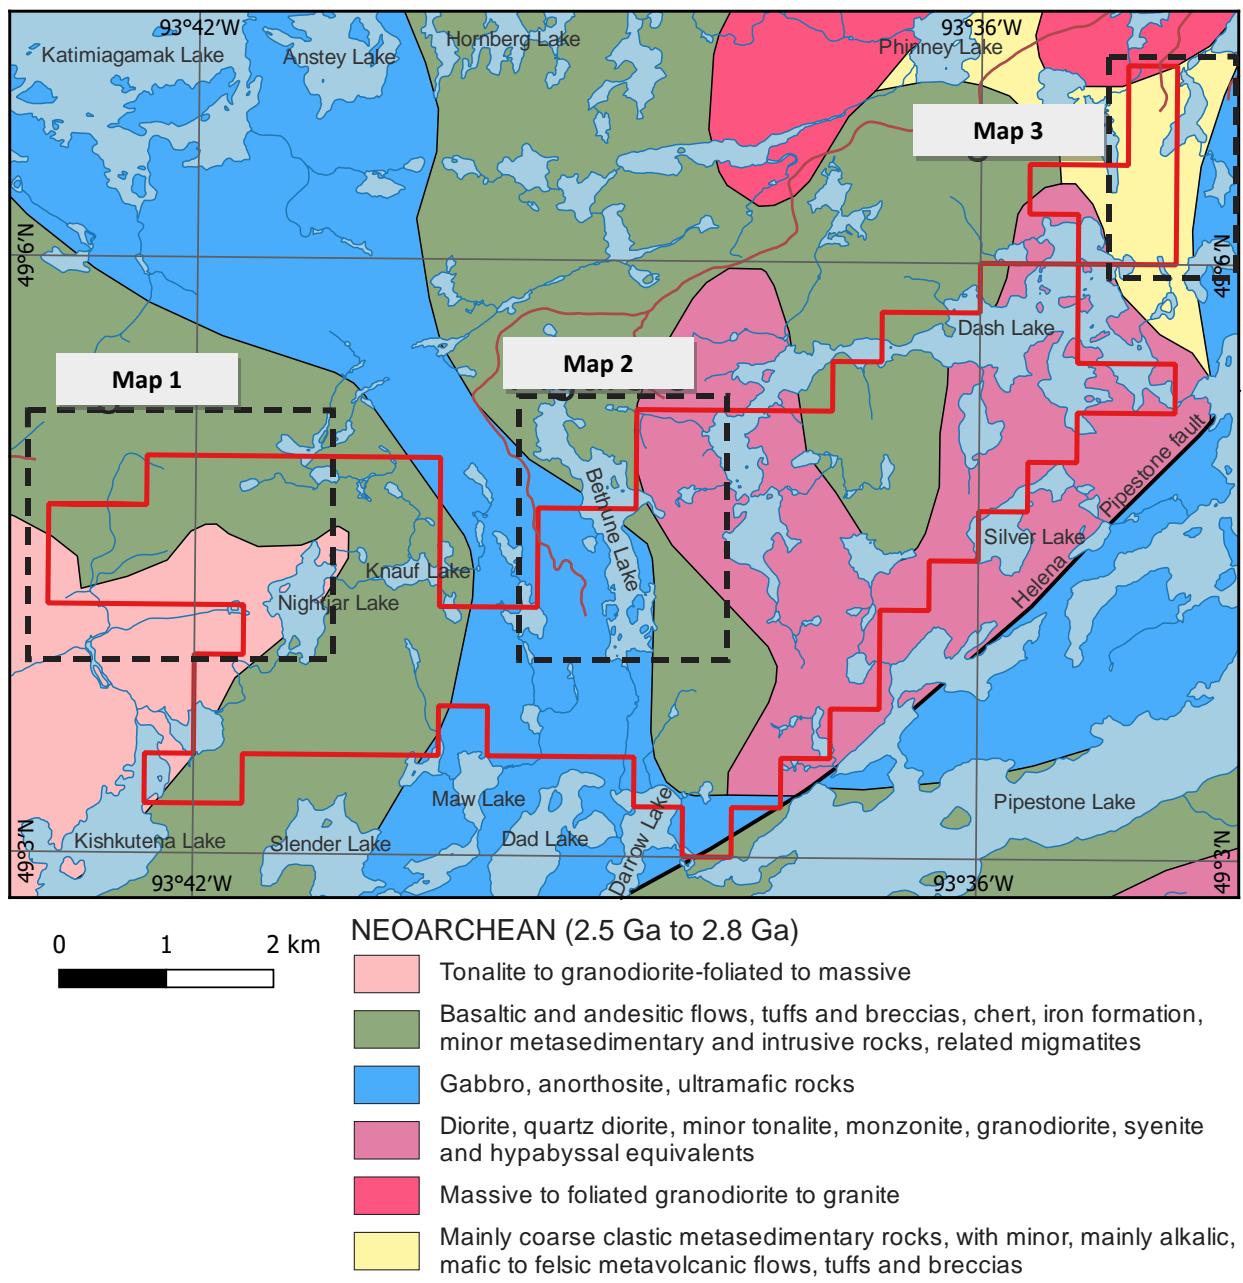 93°42’W
93°36’W
Katimiagamak Lake
Anstey Lake
Hornberg Lake
Phinney Lake
Map 3
49°6’N
49°6’N
Dash Lake
Map 1
Map 2
Bethune Lake
Pipestone fault
Silver Lake
Helena
Knauf Lake
Nightjar Lake
Maw Lake
Pipestone Lake
Kishkutena Lake
Slender Lake
Dad Lake
Darrow Lake
49°3’N
49°3’N
93°42’W
93°36’W
0 1 2 km
NEOARCHEAN (2.5 Ga to 2.8 Ga)
Tonalite to granodiorite-foliated to massive
Basaltic and andesitic flows, tuffs and breccias, chert, iron formation,
minor metasedimentary and intrusive rocks, related migmatites
Gabbro, anorthosite, ultramafic rocks
Diorite, quartz diorite, minor tonalite, monzonite, granodiorite, syenite
and hypabyssal equivalents
Massive to foliated granodiorite to granite
Mainly coarse clastic metasedimentary rocks, with minor, mainly alkalic,
mafic to felsic metavolcanic flows, tuffs and breccias